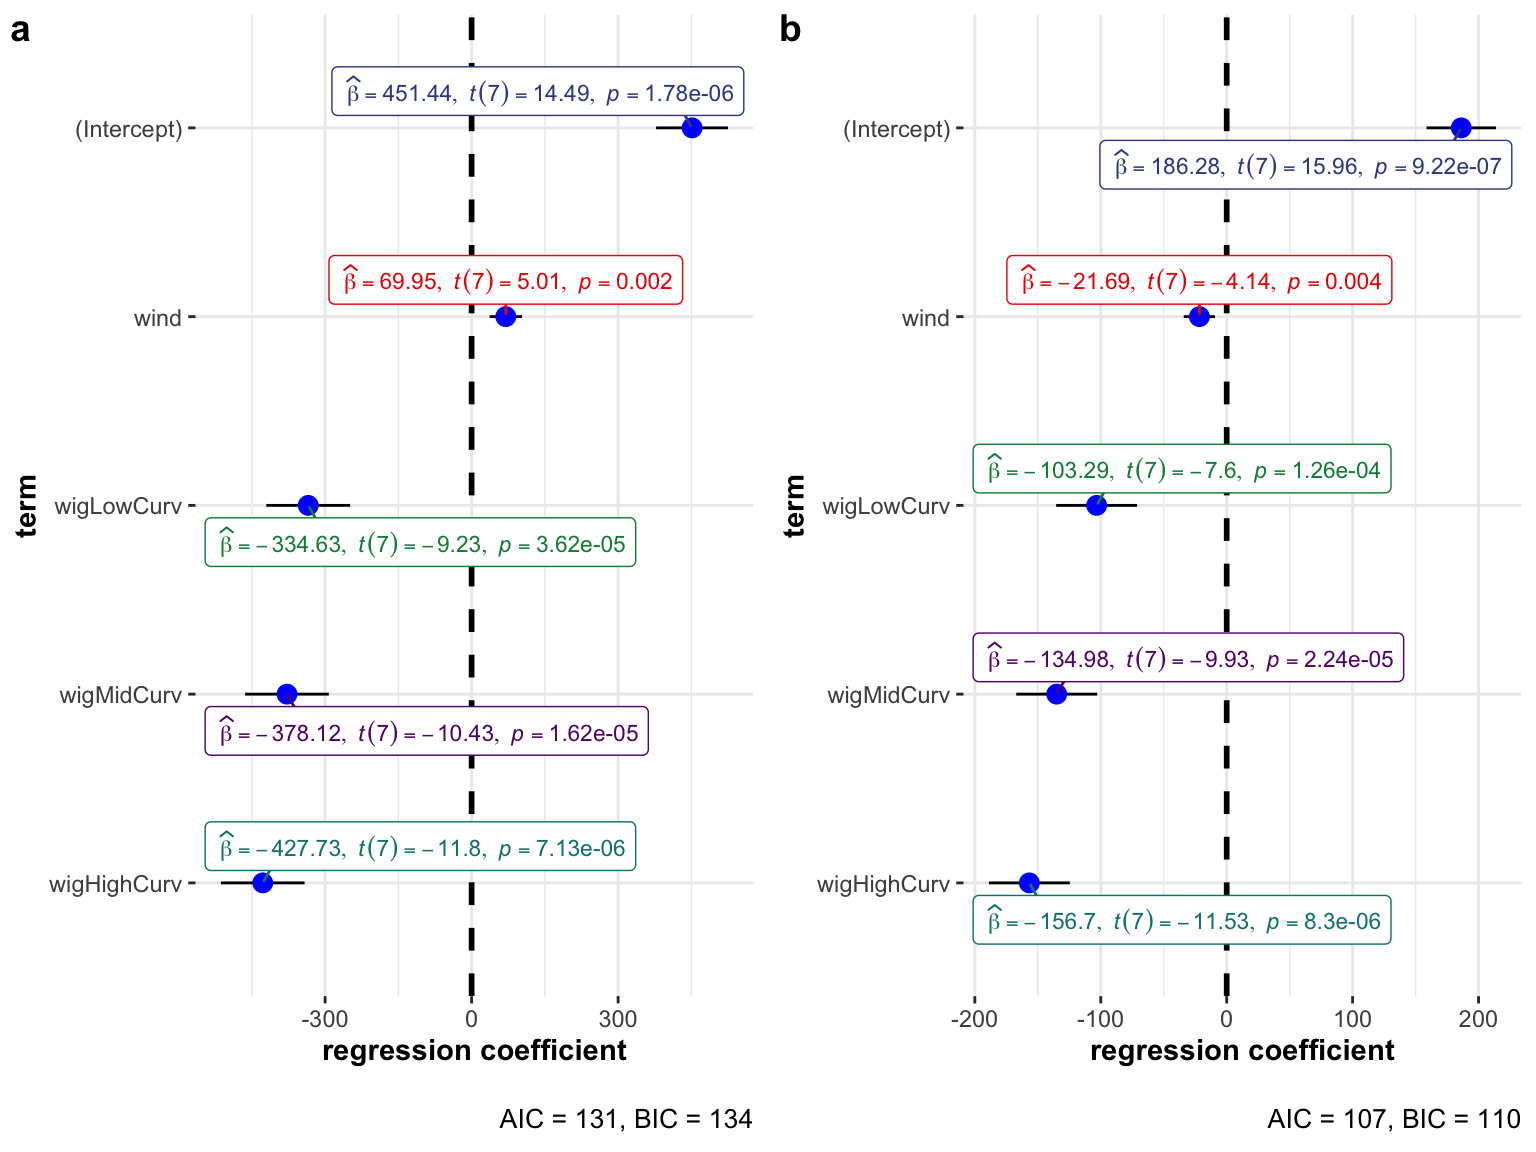 a
(Intercept)
β̂ = 451.44, t(7) = 14.49, p = 1.78e-06
wind
β̂ = 69.95, t(7) = 5.01, p = 0.002
wigLowCurv
β̂ = −334.63, t(7) = −9.23, p = 3.62e-05
wigMidCurv
β̂ = −378.12, t(7) = −10.43, p = 1.62e-05
wigHighCurv
β̂ = −427.73, t(7) = −11.8, p = 7.13e-06
term
-300 0 300
regression coefficient
AIC = 131, BIC = 134
b
(Intercept)
β̂ = 186.28, t(7) = 15.96, p = 9.22e-07
wind
β̂ = −21.69, t(7) = −4.14, p = 0.004
wigLowCurv
β̂ = −103.29, t(7) = −7.6, p = 1.26e-04
wigMidCurv
β̂ = −134.98, t(7) = −9.93, p = 2.24e-05
wigHighCurv
β̂ = −156.7, t(7) = −11.53, p = 8.3e-06
term
-200 -100 0 100 200
regression coefficient
AIC = 107, BIC = 110